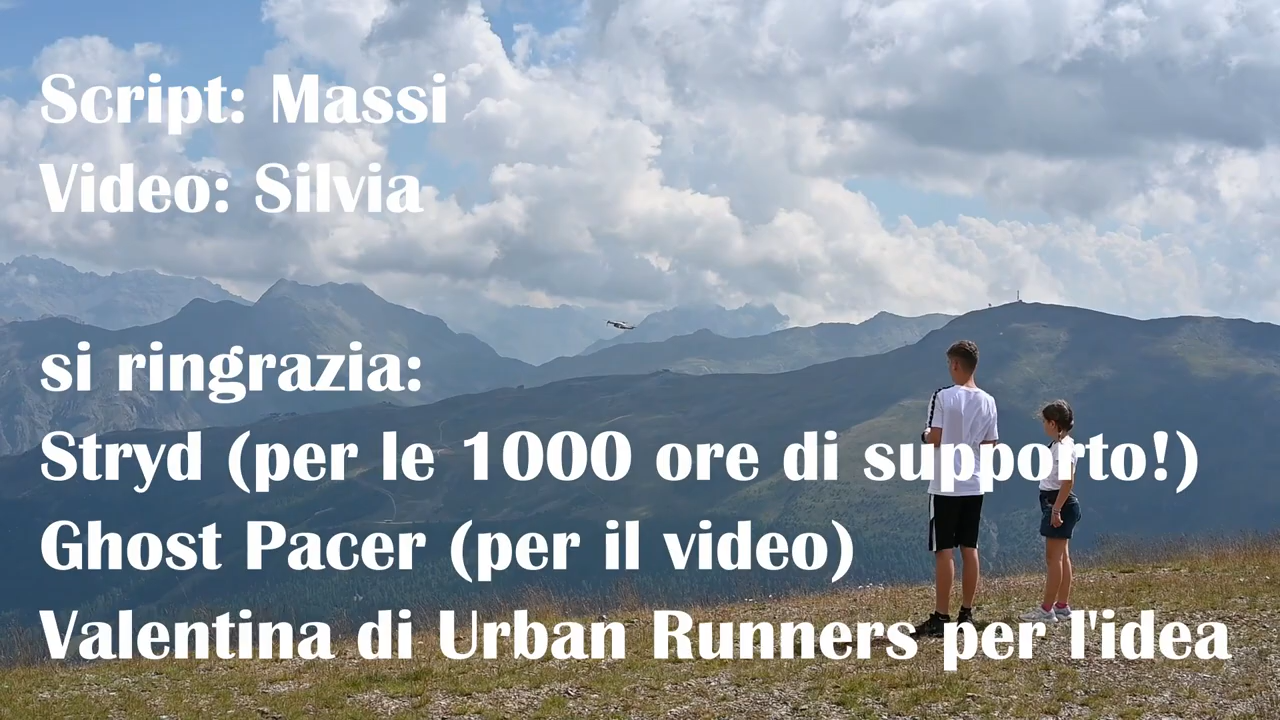 Script: Massi
Video: Silvia
si ringrazia:
Stryd (per le 1000 ore di supporto!)
Ghost Pacer (per il video)
Valentina di Urban Runners per l'idea